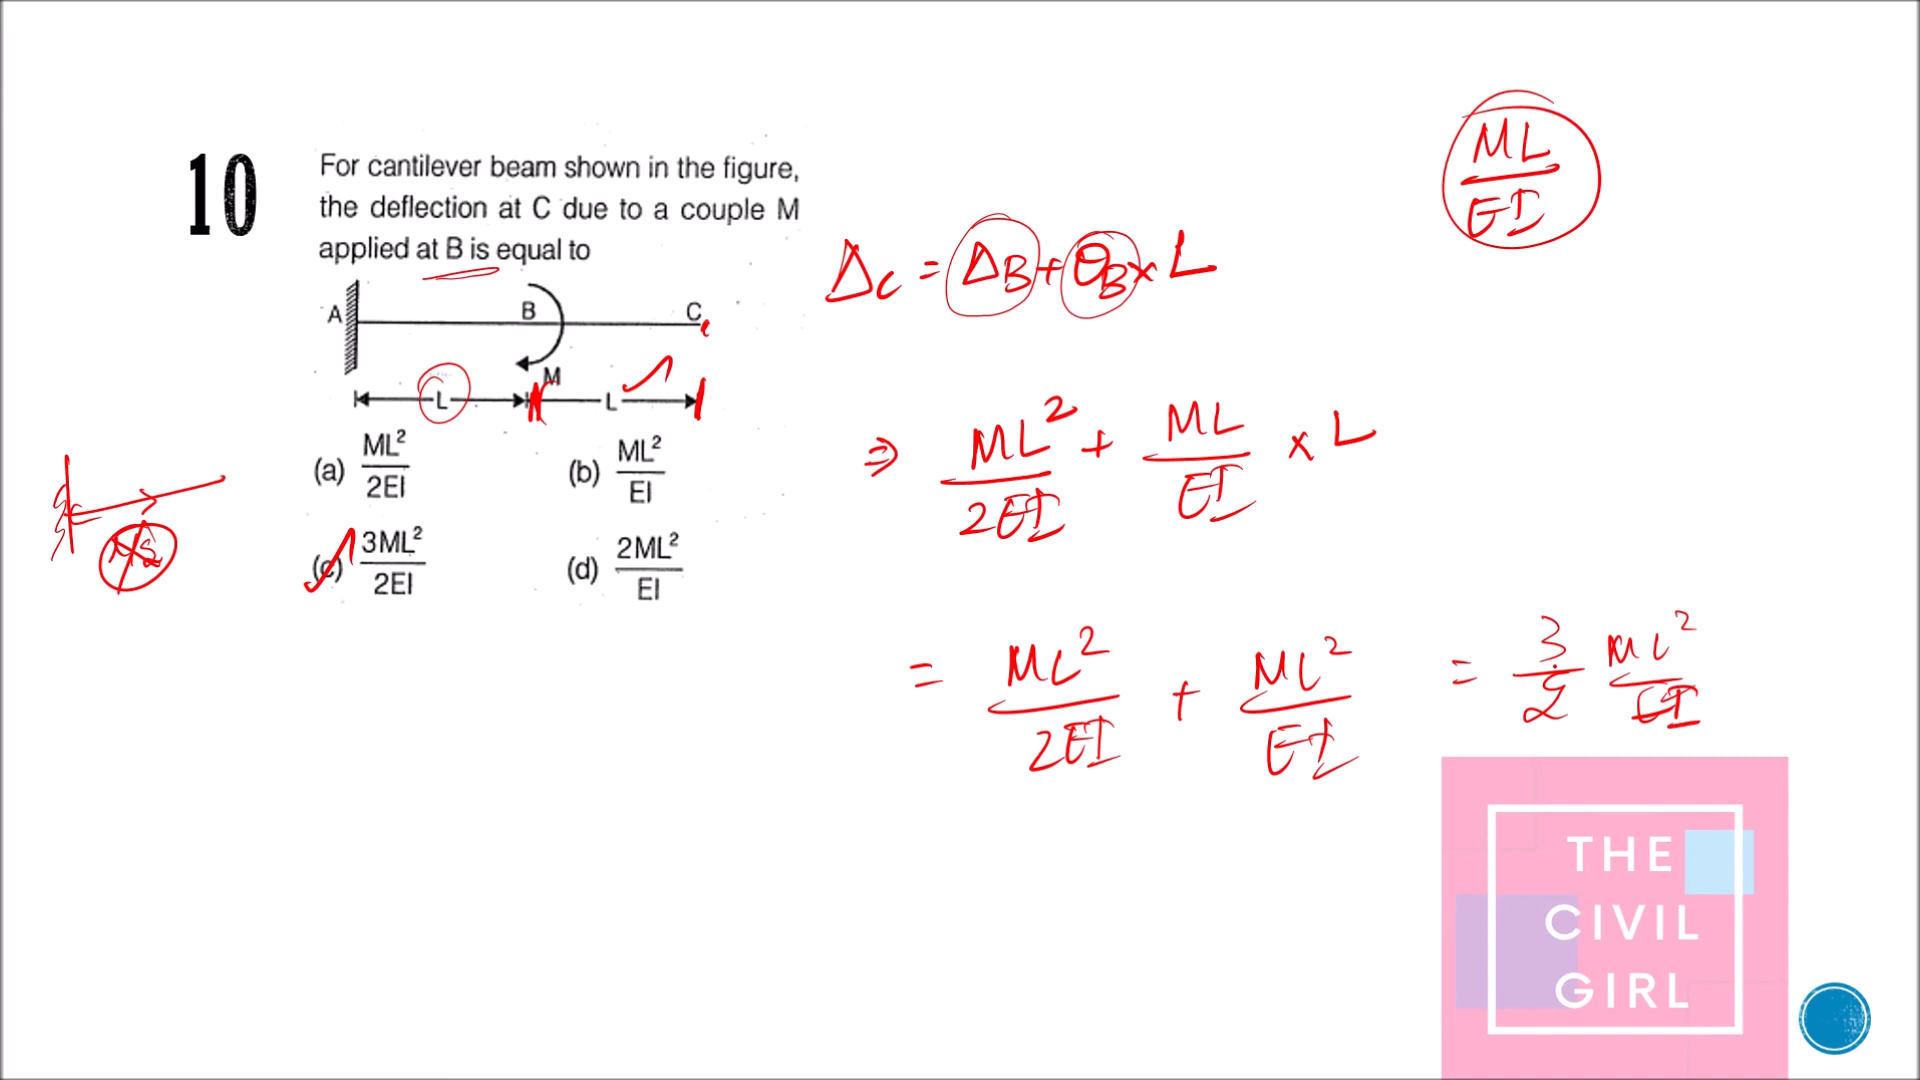 10
For cantilever beam shown in the figure,
the deflection at C due to a couple M
applied at B is equal to
A B C
M
L L
(a) ML²/2EI (b) ML²/EI
(c) 3ML²/2EI (d) 2ML²/EI
ML/EI
Δc = ΔB + θB × L
⇒ ML²/2EI + ML/EI × L
= ML²/2EI + ML²/EI = 3/2 ML²/EI
THE
CIVIL
GIRL